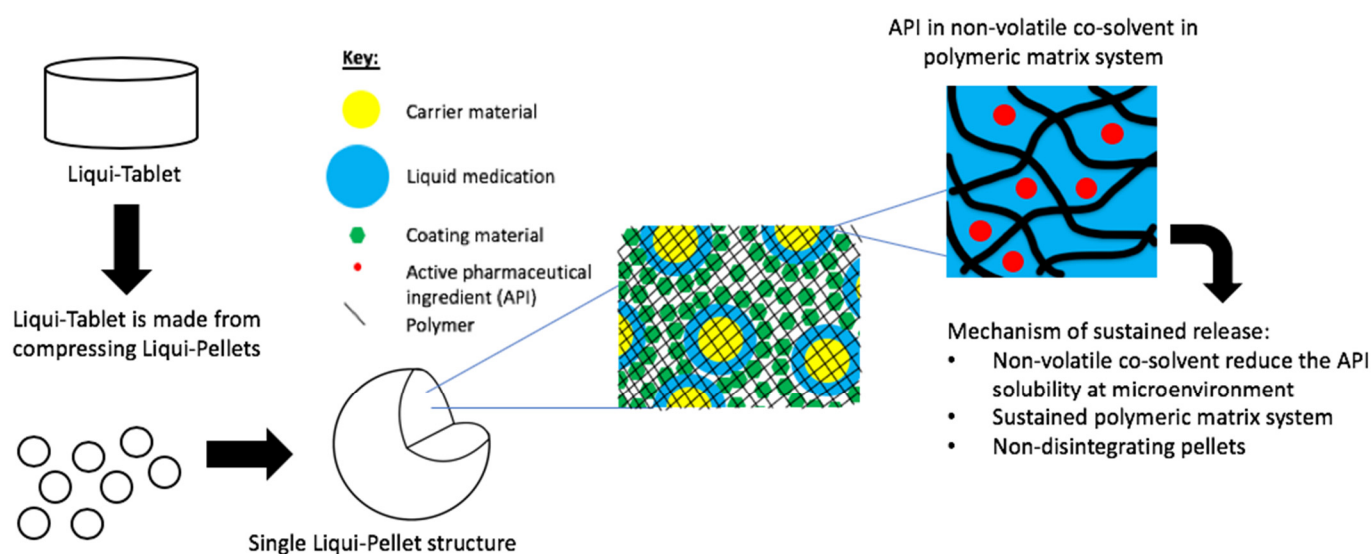 Liqui-Tablet
Liqui-Tablet is made from
compressing Liqui-Pellets
Key:
Carrier material
Liquid medication
Coating material
Active pharmaceutical
ingredient (API)
Polymer
Single Liqui-Pellet structure
API in non-volatile co-solvent in
polymeric matrix system
Mechanism of sustained release:
• Non-volatile co-solvent reduce the API
solubility at microenvironment
• Sustained polymeric matrix system
• Non-disintegrating pellets